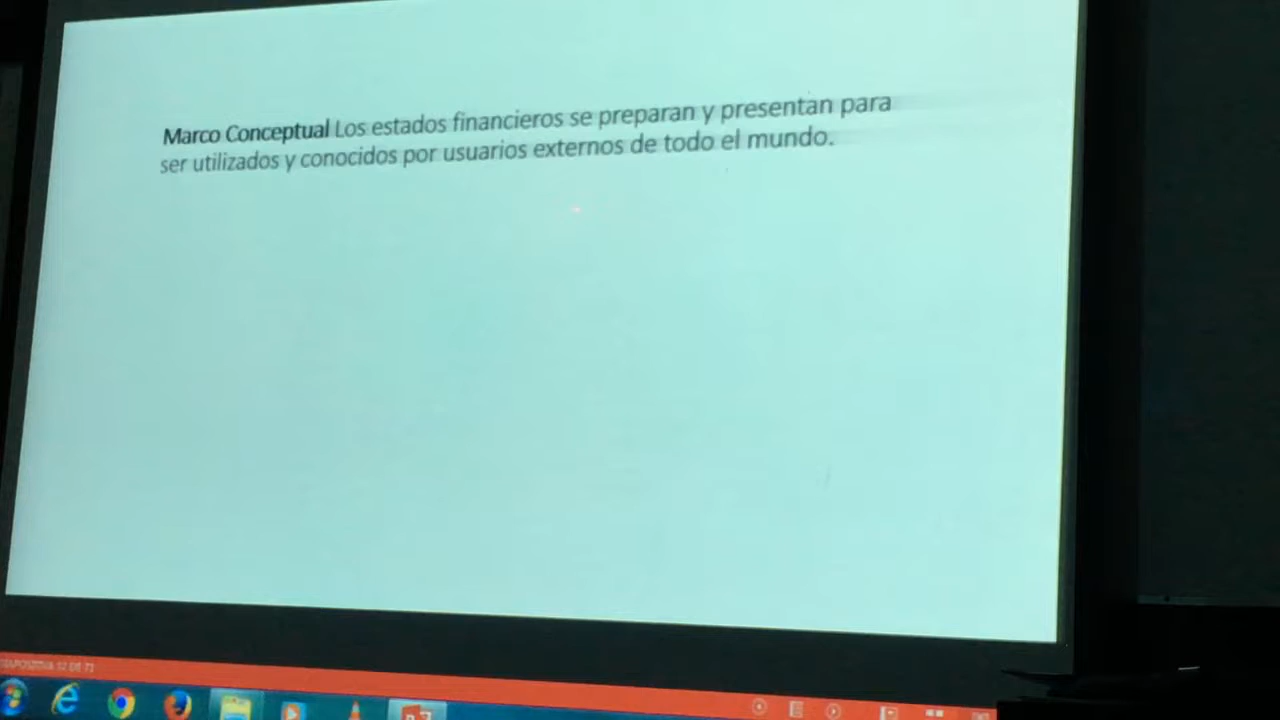 Marco Conceptual Los estados financieros se preparan y presentan para
ser utilizados y conocidos por usuarios externos de todo el mundo.